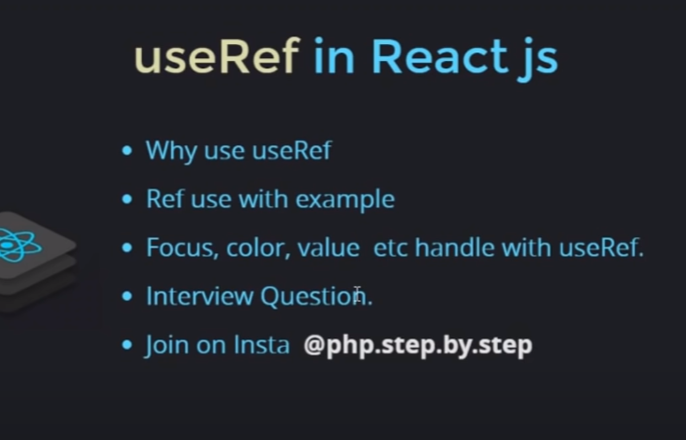 useRef in React js
• Why use useRef
• Ref use with example
• Focus, color, value etc handle with useRef.
• Interview Question.
• Join on Insta @php.step.by.step